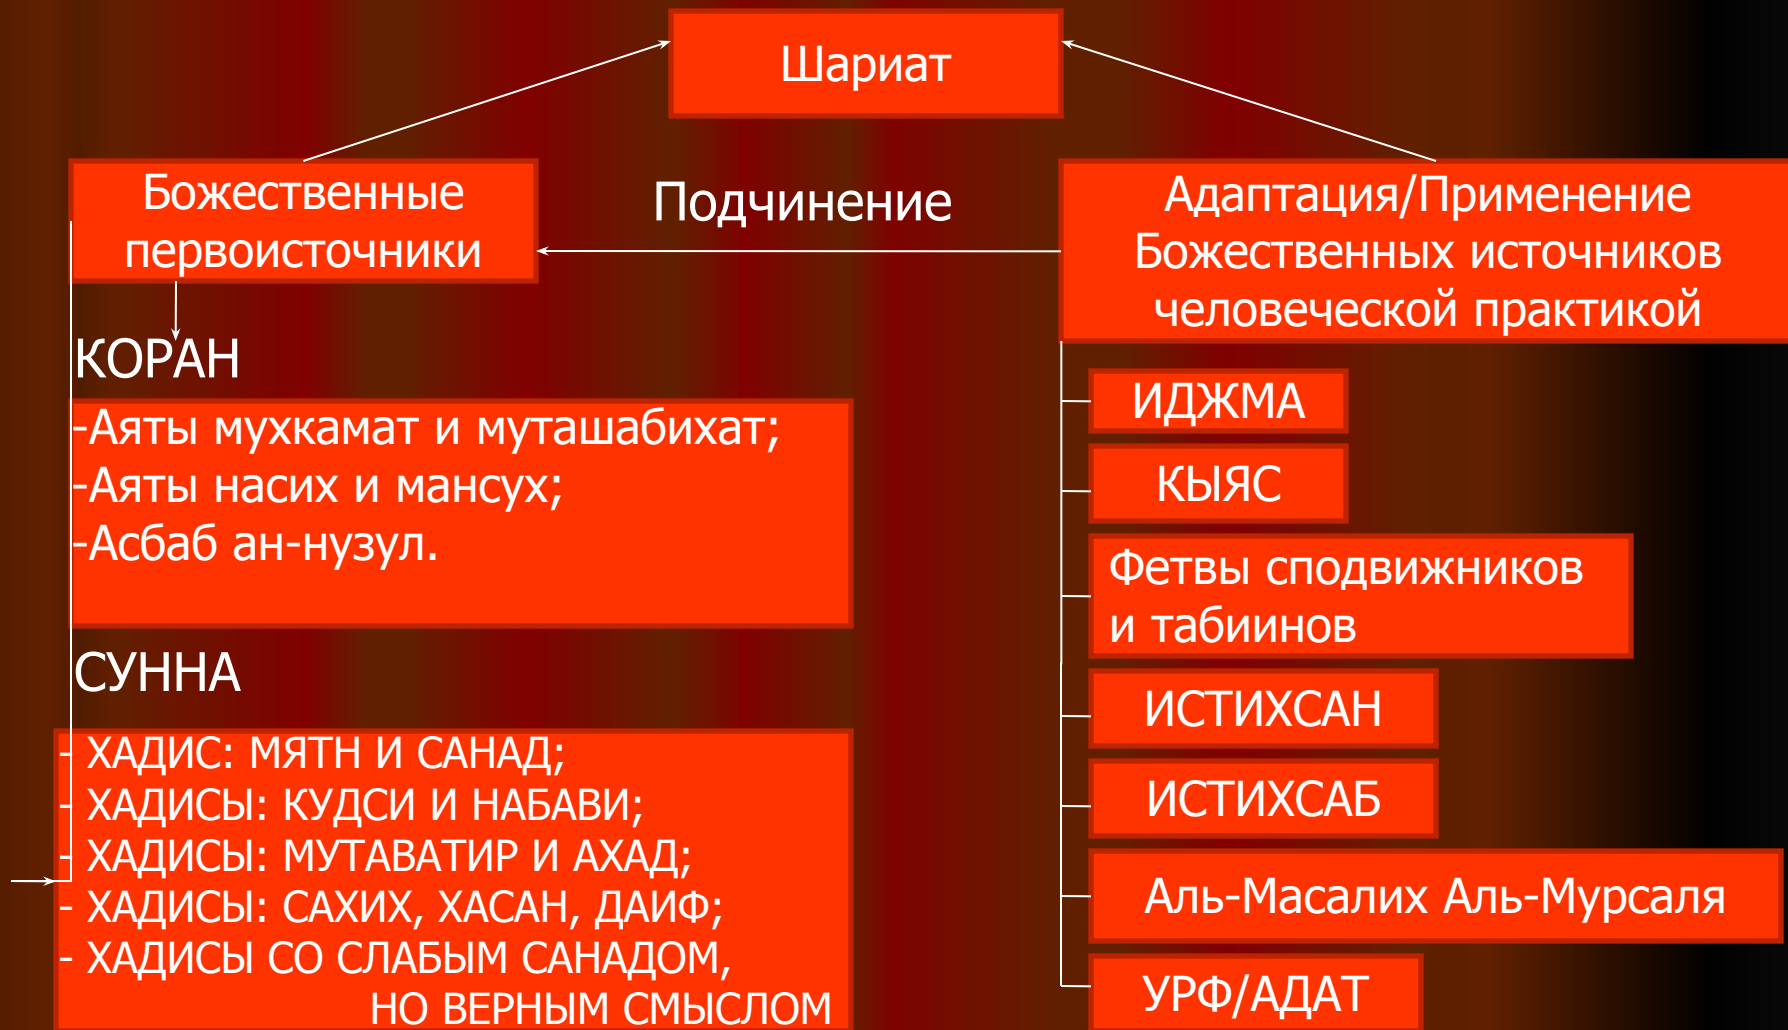 Шариат
Божественные
первоисточники
Подчинение
Адаптация/Применение
Божественных источников
человеческой практикой
КОРАН
-Аяты мухкамат и муташабихат;
-Аяты насих и мансух;
-Асбаб ан-нузул.
СУННА
- ХАДИС: МЯТН И САНАД;
- ХАДИСЫ: КУДСИ И НАБАВИ;
- ХАДИСЫ: МУТАВАТИР И АХАД;
- ХАДИСЫ: САХИХ, ХАСАН, ДАИФ;
- ХАДИСЫ СО СЛАБЫМ САНАДОМ,
НО ВЕРНЫМ СМЫСЛОМ
ИДЖМА
КЫЯС
Фетвы сподвижников
и табиинов
ИСТИХСАН
ИСТИХСАБ
Аль-Масалих Аль-Мурсаля
УРФ/АДАТ